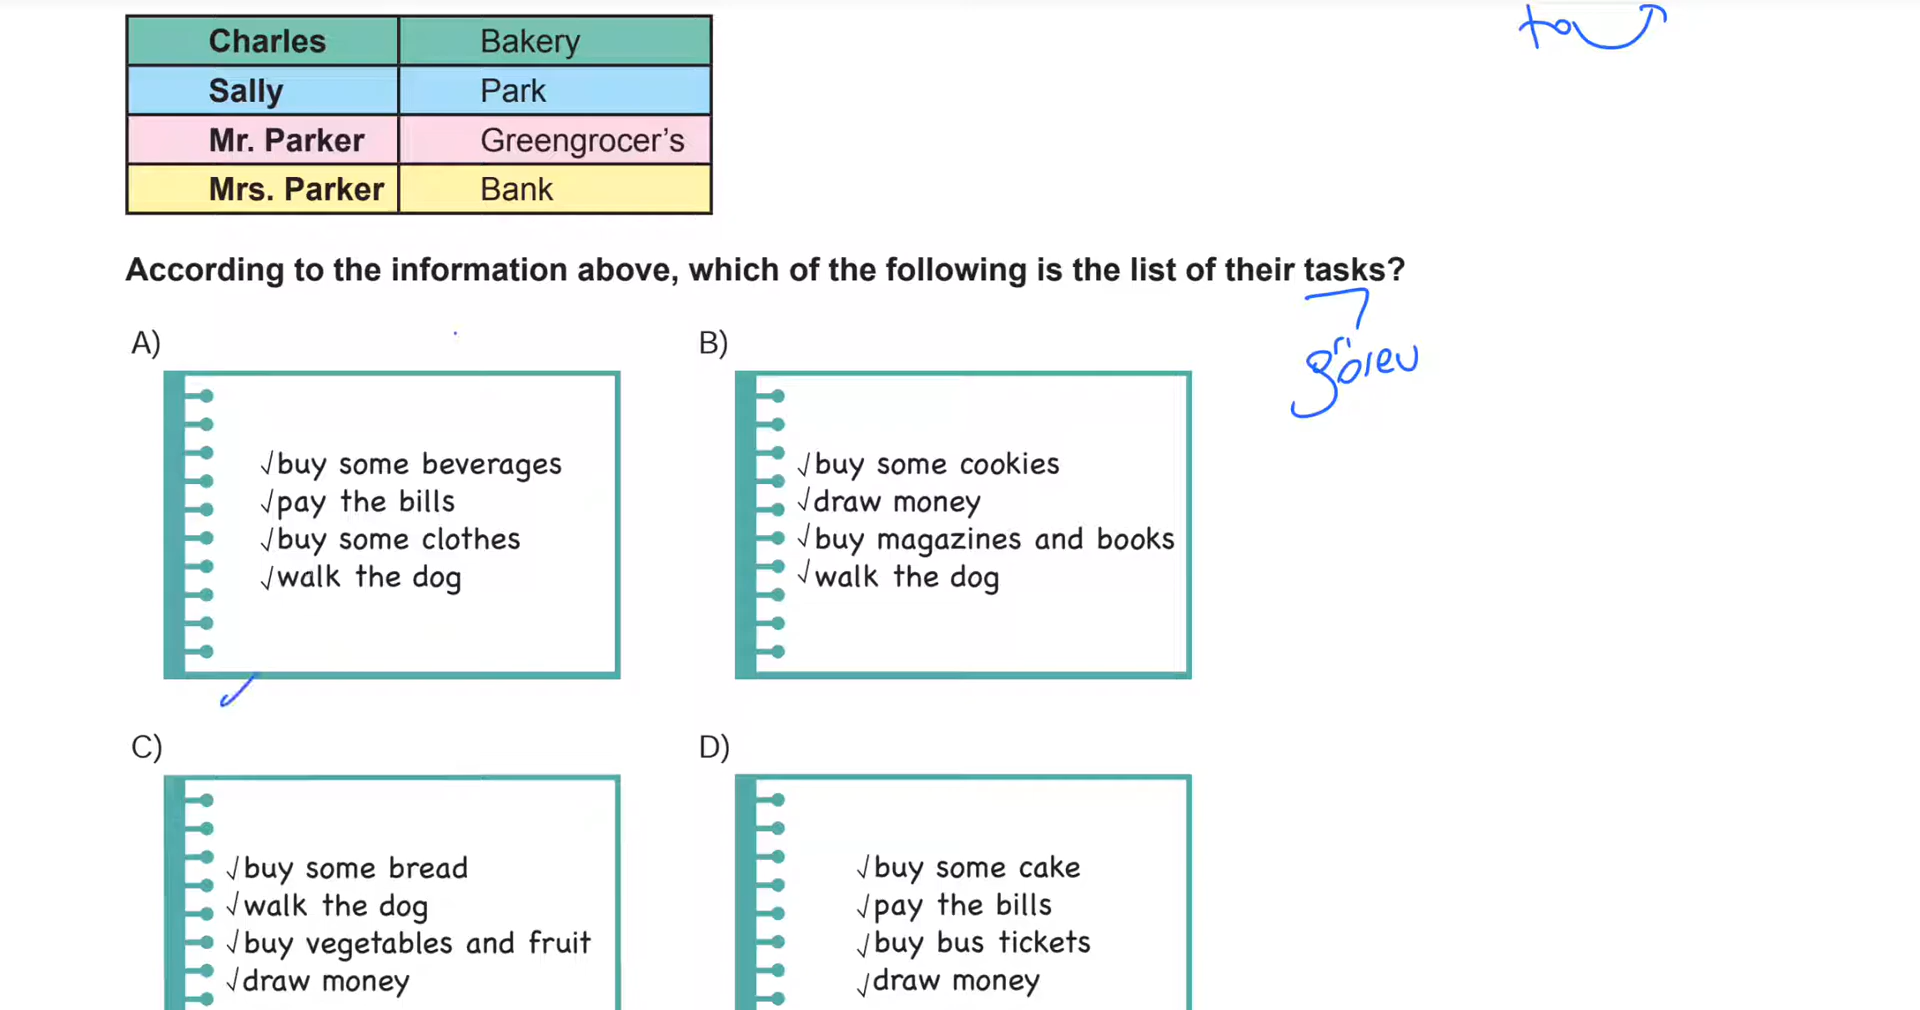 to
Charles Bakery
Sally Park
Mr. Parker Greengrocer's
Mrs. Parker Bank
According to the information above, which of the following is the list of their tasks?
görev
A)
√buy some beverages
√pay the bills
√buy some clothes
√walk the dog
B)
√buy some cookies
√draw money
√buy magazines and books
√walk the dog
C)
√buy some bread
√walk the dog
√buy vegetables and fruit
√draw money
D)
√buy some cake
√pay the bills
√buy bus tickets
√draw money